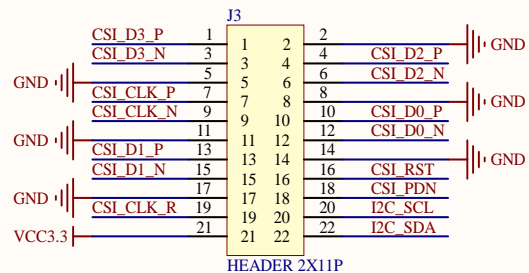 J3
CSI_D3_P 1 1 2 2 GND
CSI_D3_N 3 3 4 4 CSI_D2_P
GND 5 5 6 6 CSI_D2_N
CSI_CLK_P 7 7 8 8 GND
CSI_CLK_N 9 9 10 10 CSI_D0_P
GND 11 11 12 12 CSI_D0_N
CSI_D1_P 13 13 14 14 GND
CSI_D1_N 15 15 16 16 CSI_RST
GND 17 17 18 18 CSI_PDN
CSI_CLK_R 19 19 20 20 I2C_SCL
VCC3.3 21 21 22 22 I2C_SDA
HEADER 2X11P